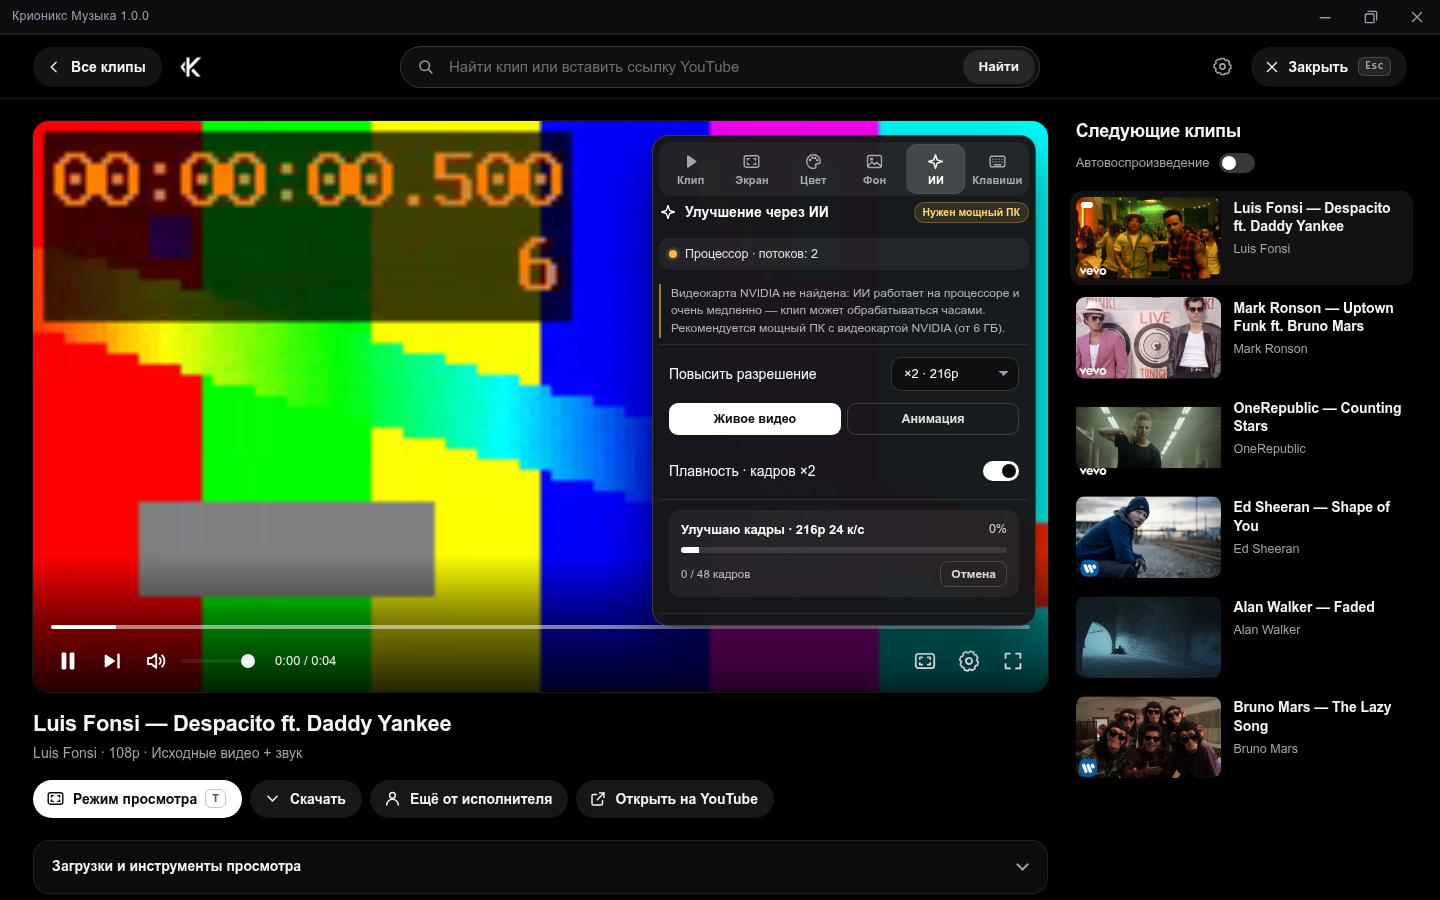 Крионикс Музыка 1.0.0
Все клипы
Найти клип или вставить ссылку YouTube
Найти
Закрыть Esc
00:00:00.500
6
Клип Экран Цвет Фон ИИ Клавиши
Улучшение через ИИ
Нужен мощный ПК
Процессор · потоков: 2
Видеокарта NVIDIA не найдена: ИИ работает на процессоре и
очень медленно — клип может обрабатываться часами.
Рекомендуется мощный ПК с видеокартой NVIDIA (от 6 ГБ).
Повысить разрешение
×2 · 216p
Живое видео
Анимация
Плавность · кадров ×2
Улучшаю кадры · 216p 24 к/с
0%
0 / 48 кадров
Отмена
0:00 / 0:04
Luis Fonsi — Despacito ft. Daddy Yankee
Luis Fonsi · 108p · Исходные видео + звук
Режим просмотра T
Скачать
Ещё от исполнителя
Открыть на YouTube
Загрузки и инструменты просмотра
Следующие клипы
Автовоспроизведение
vevo
Luis Fonsi — Despacito
ft. Daddy Yankee
Luis Fonsi
LIVE
vevo
Mark Ronson — Uptown
Funk ft. Bruno Mars
Mark Ronson
vevo
OneRepublic — Counting
Stars
OneRepublic
Ed Sheeran — Shape of
You
Ed Sheeran
Alan Walker — Faded
Alan Walker
Bruno Mars — The Lazy
Song
Bruno Mars